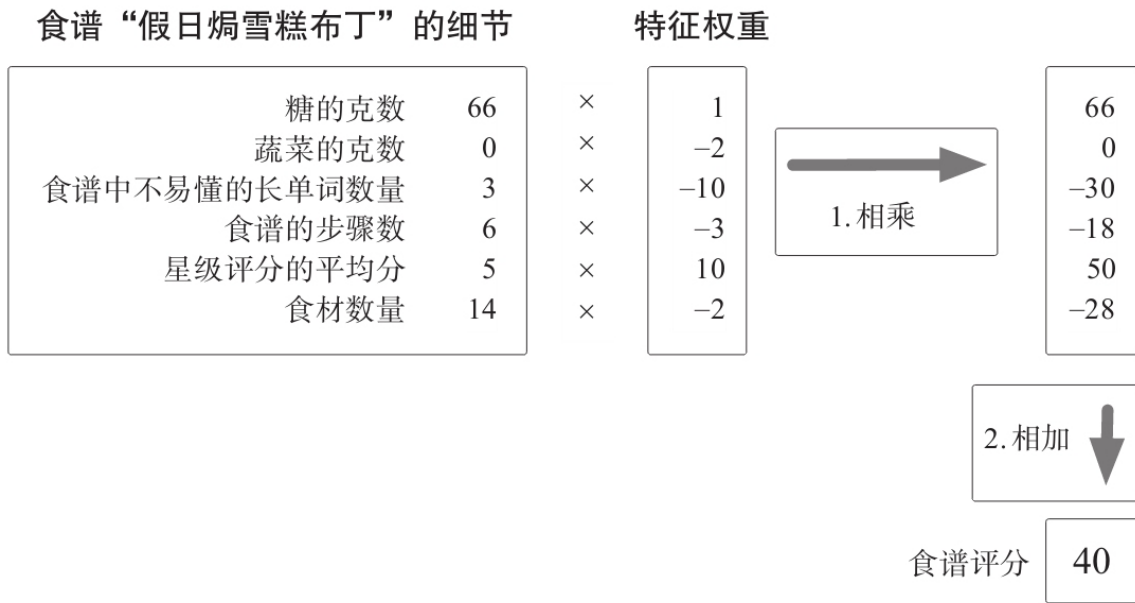 食谱“假日焗雪糕布丁”的细节 特征权重
糖的克数 66 × 1 66
蔬菜的克数 0 × –2 0
食谱中不易懂的长单词数量 3 × –10 –30
食谱的步骤数 6 × –3 –18
星级评分的平均分 5 × 10 50
食材数量 14 × –2 –28
1.相乘
2.相加
食谱评分 40